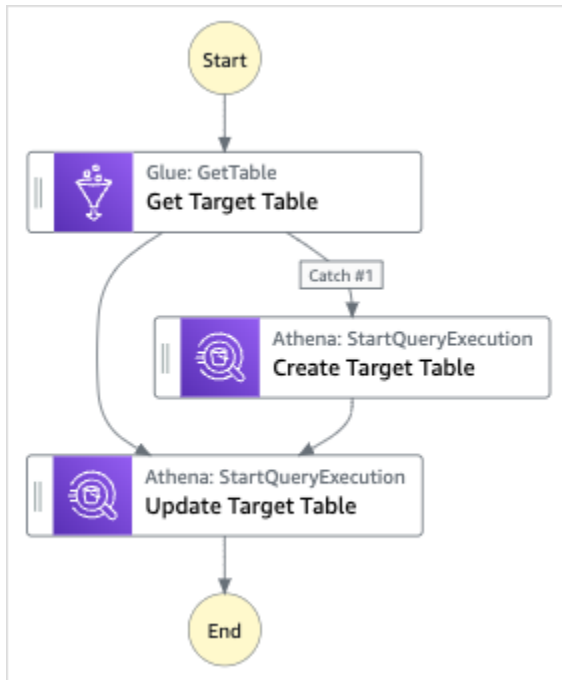 Start
Glue: GetTable
Get Target Table
Catch #1
Athena: StartQueryExecution
Create Target Table
Athena: StartQueryExecution
Update Target Table
End